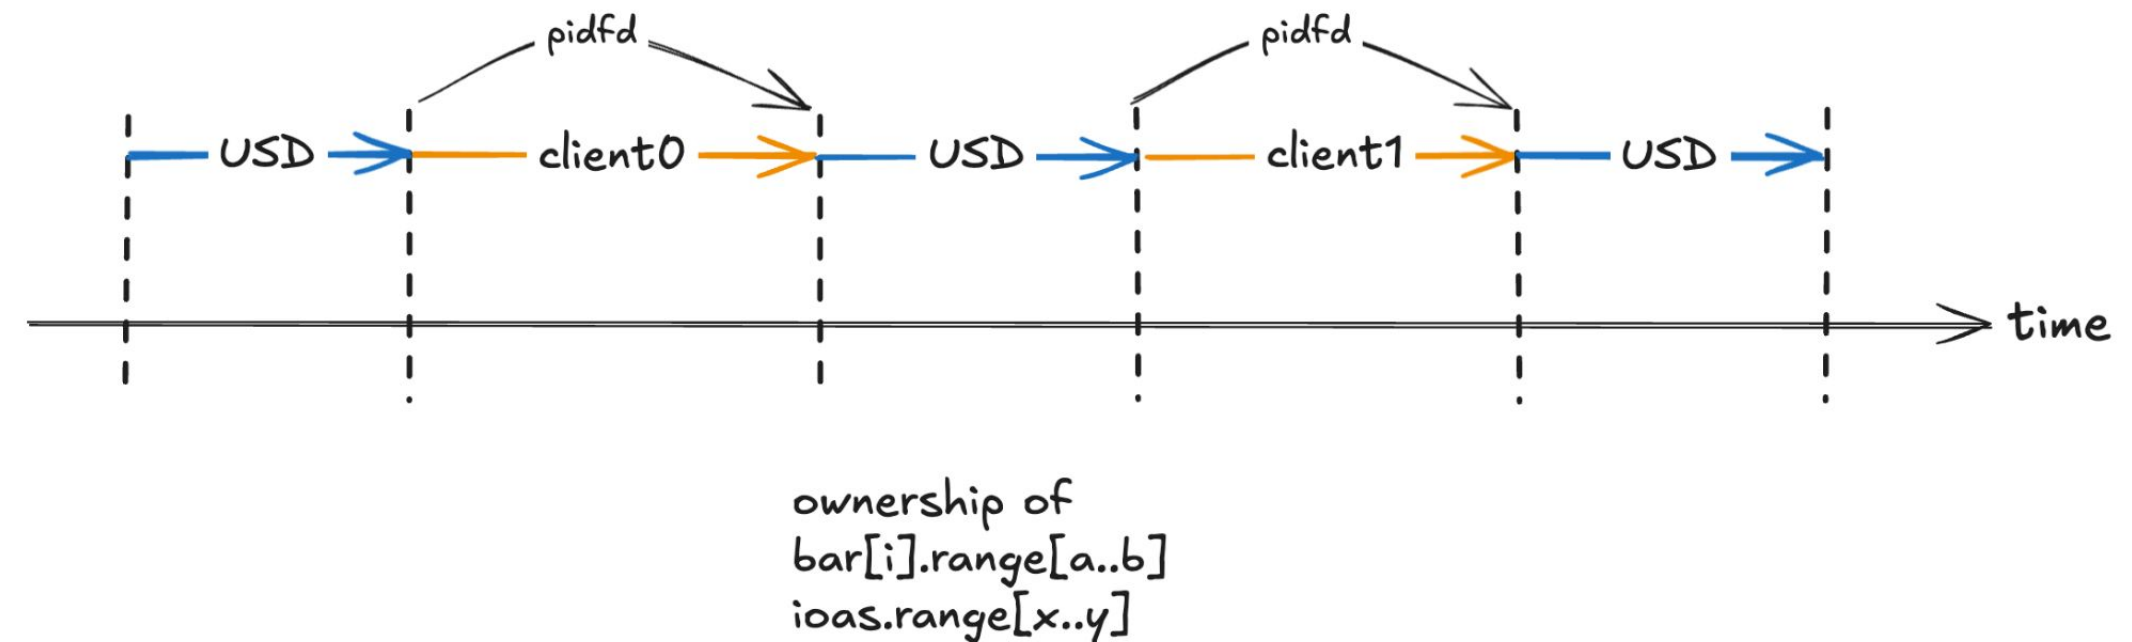 pidfd pidfd
USD client0 USD client1 USD
time
ownership of
bar[i].range[a..b]
ioas.range[x..y]